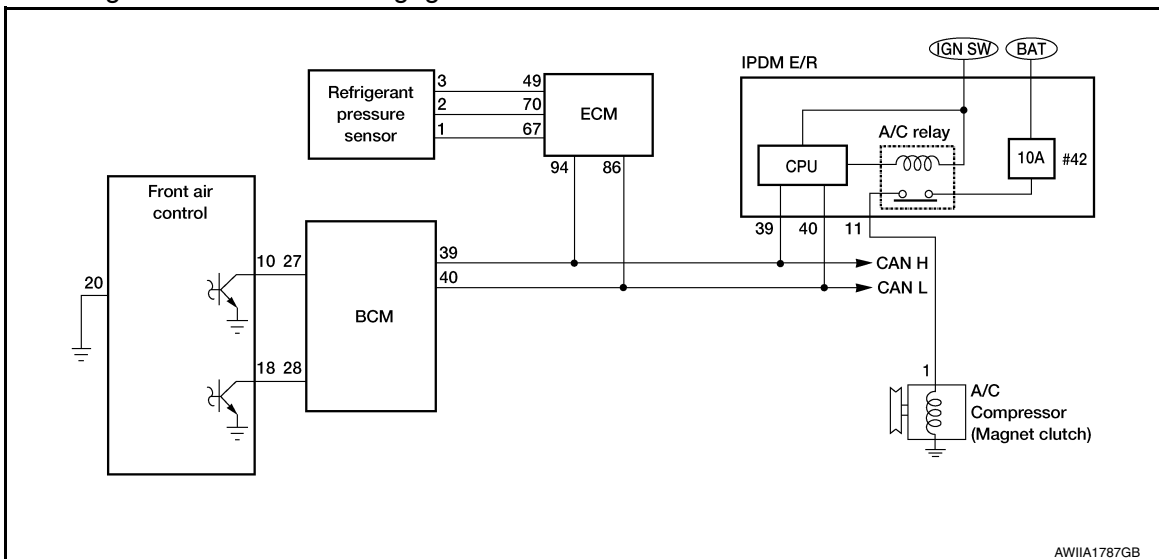 IGN SW BAT
IPDM E/R
Refrigerant
pressure
sensor
3 49
2 70
1 67
ECM
94 86
A/C relay
CPU
10A #42
39 40 11
Front air
control
20
10 27
18 28
BCM
39
40
CAN H
CAN L
1
A/C
Compressor
(Magnet clutch)
AWIIA1787GB